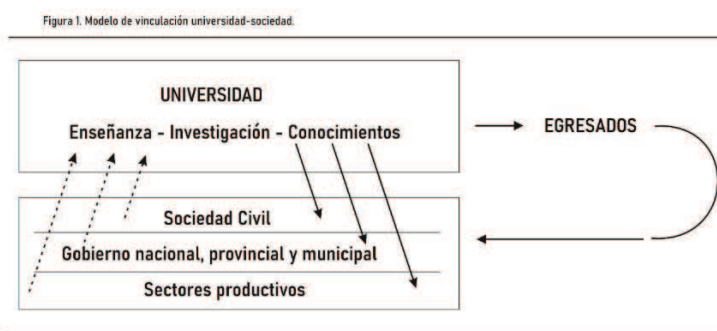 Figura 1. Modelo de vinculación universidad-sociedad.
UNIVERSIDAD
Enseñanza - Investigación - Conocimientos
EGRESADOS
Sociedad Civil
Gobierno nacional, provincial y municipal
Sectores productivos